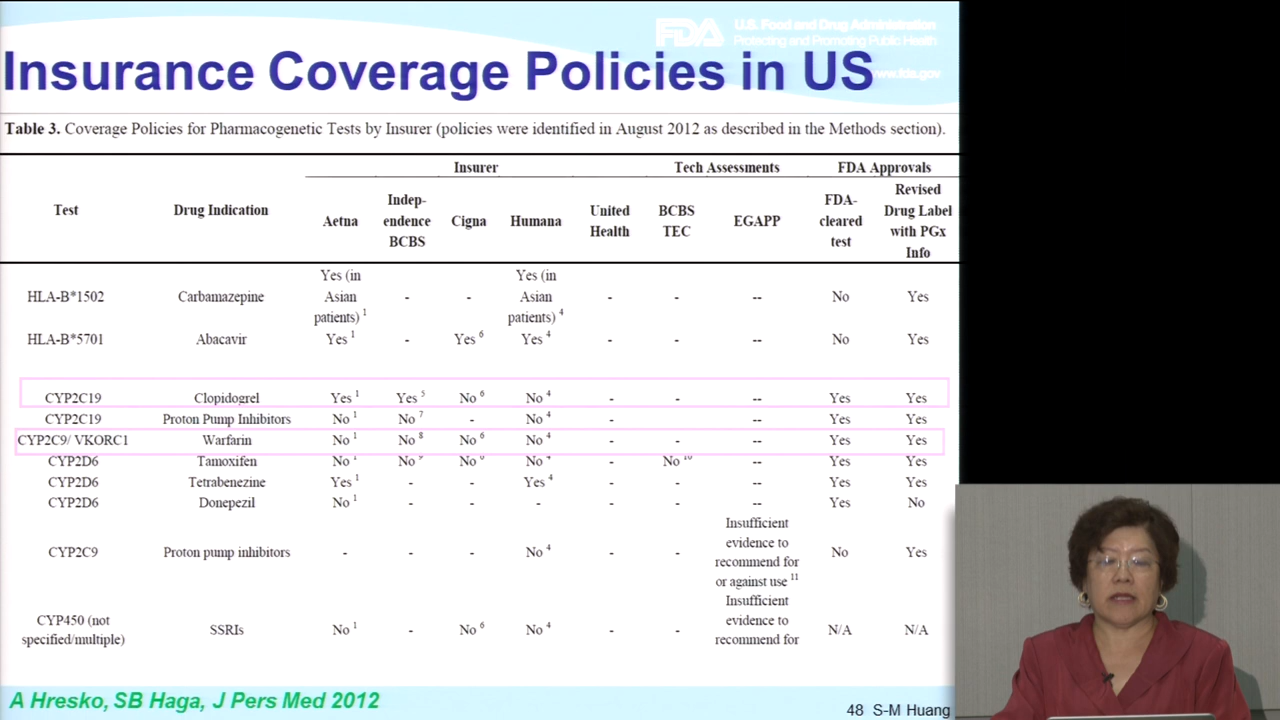 FDA U.S. Food and Drug Administration
Protecting and Promoting Public Health
www.fda.gov
Insurance Coverage Policies in US
Table 3. Coverage Policies for Pharmacogenetic Tests by Insurer (policies were identified in August 2012 as described in the Methods section).
Insurer Tech Assessments FDA Approvals
Test Drug Indication Aetna Indep-endence BCBS Cigna Humana United Health BCBS TEC EGAPP FDA-cleared test Revised Drug Label with PGx Info
HLA-B*1502 Carbamazepine Yes (in Asian patients) 1 - - Yes (in Asian patients) 4 - - -- No Yes
HLA-B*5701 Abacavir Yes 1 - Yes 6 Yes 4 - - -- No Yes
CYP2C19 Clopidogrel Yes 1 Yes 5 No 6 No 4 - - -- Yes Yes
CYP2C19 Proton Pump Inhibitors No 1 No 7 - No 4 - -- Yes Yes
CYP2C9/ VKORC1 Warfarin No 1 No 8 No 6 No 4 - - -- Yes Yes
CYP2D6 Tamoxifen No No No No - No -- Yes Yes
CYP2D6 Tetrabenezine Yes 1 - - Yes 4 - - -- Yes Yes
CYP2D6 Donepezil No 1 - - - - - -- Yes No
CYP2C9 Proton pump inhibitors - - - No 4 - - Insufficient evidence to recommend for or against use 11 No Yes
CYP450 (not specified/multiple) SSRIs No 1 - No 6 No 4 - - Insufficient evidence to recommend for N/A N/A
A Hresko, SB Haga, J Pers Med 2012
48 S-M Huang